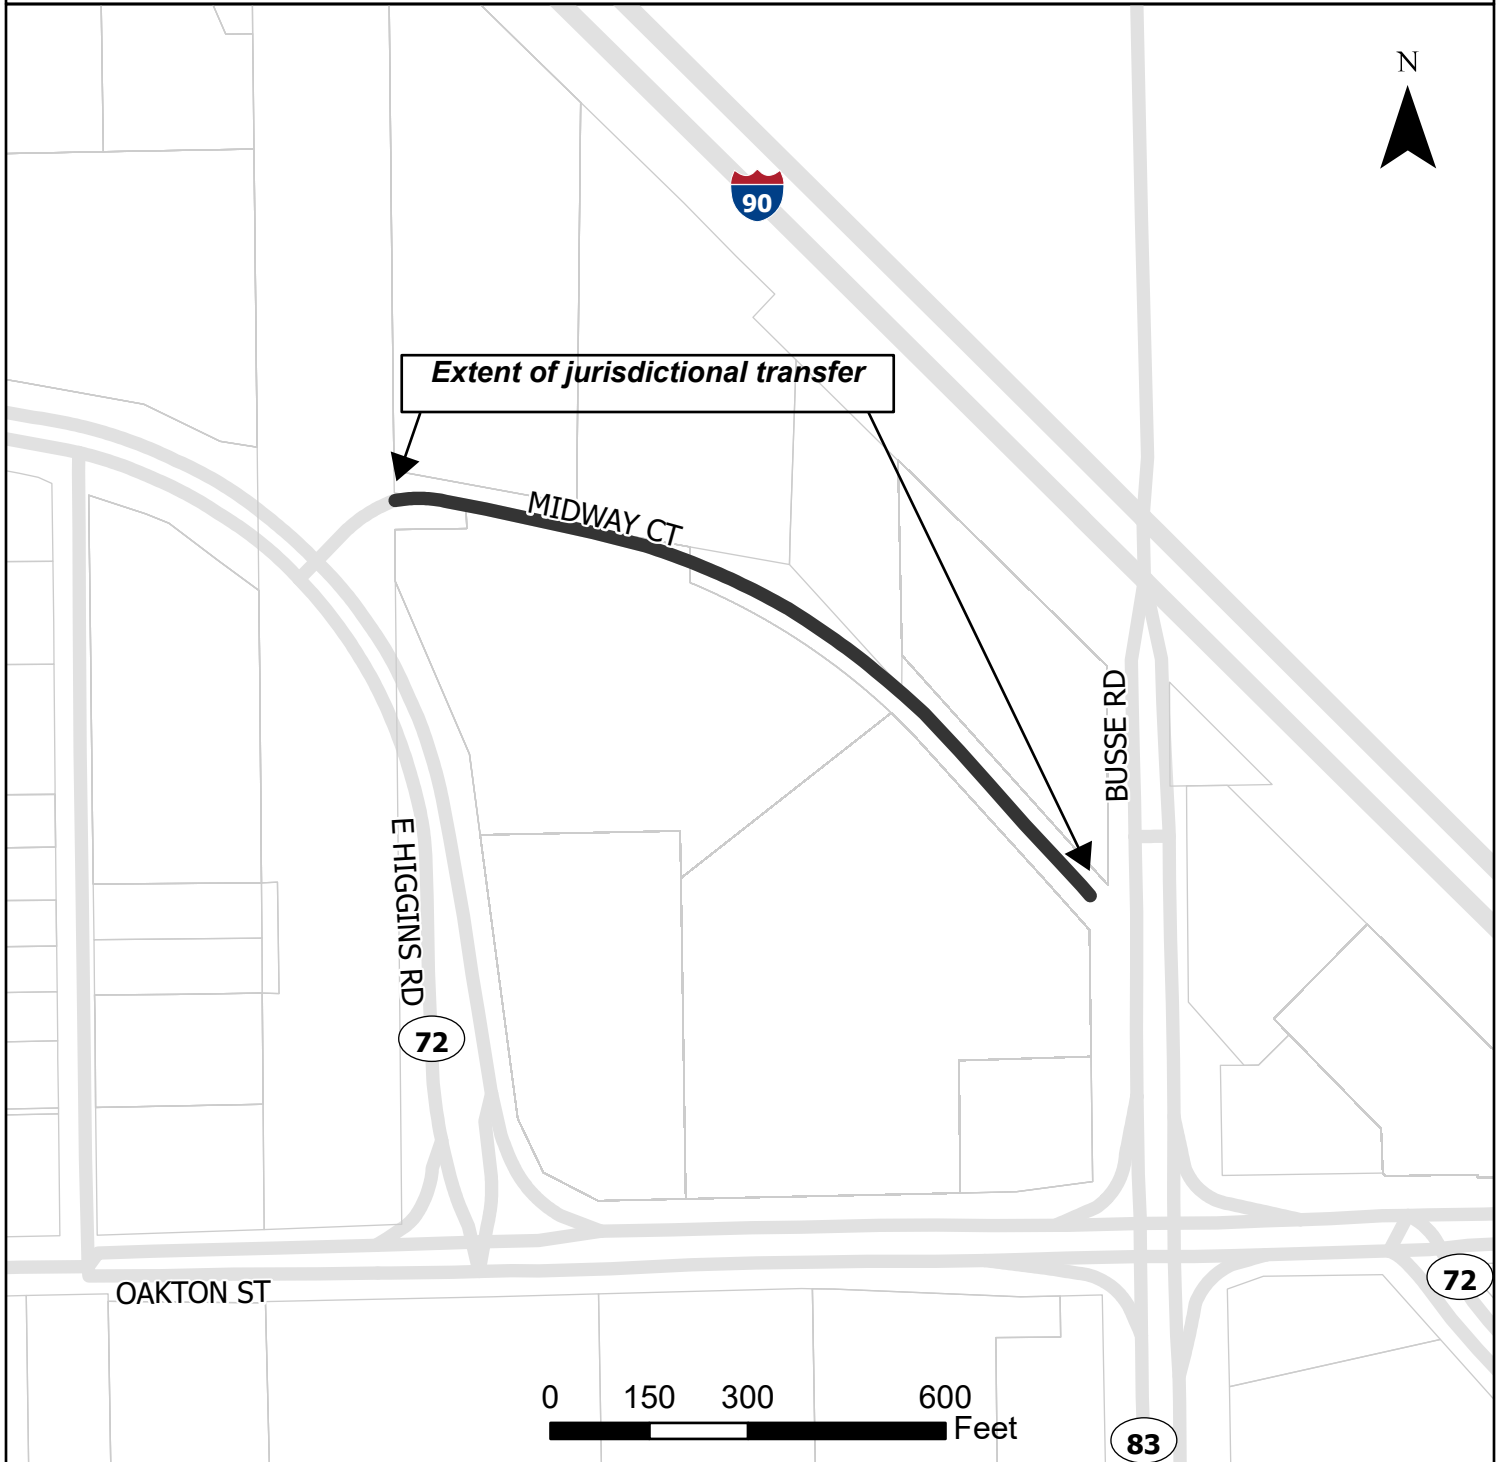 N
90
Extent of jurisdictional transfer
MIDWAY CT
BUSSE RD
E HIGGINS RD
72
OAKTON ST
72
0 150 300 600
Feet
83